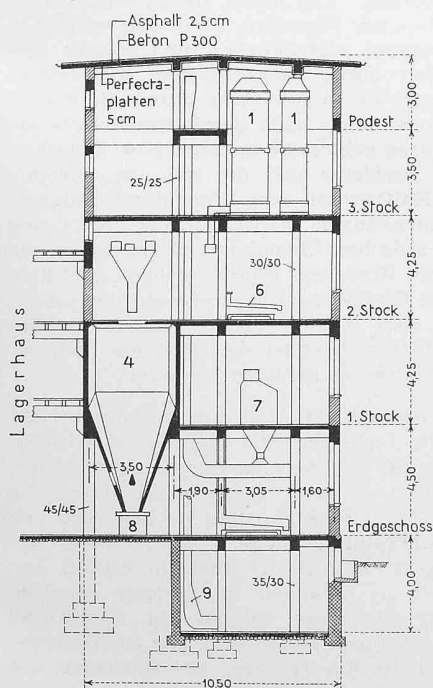 Asphalt 2,5cm
Beton P 300
Perfecta-
platten
5 cm
1
1
3,00
Podest
3,50
25/25
3. Stock
30/30
4,25
6
2. Stock
4
4,25
7
Lagerhaus
1. Stock
3,50
1,90
3,05
1,60
4,50
45/45
8
Erdgeschoss
9
35/30
4,00
10,50